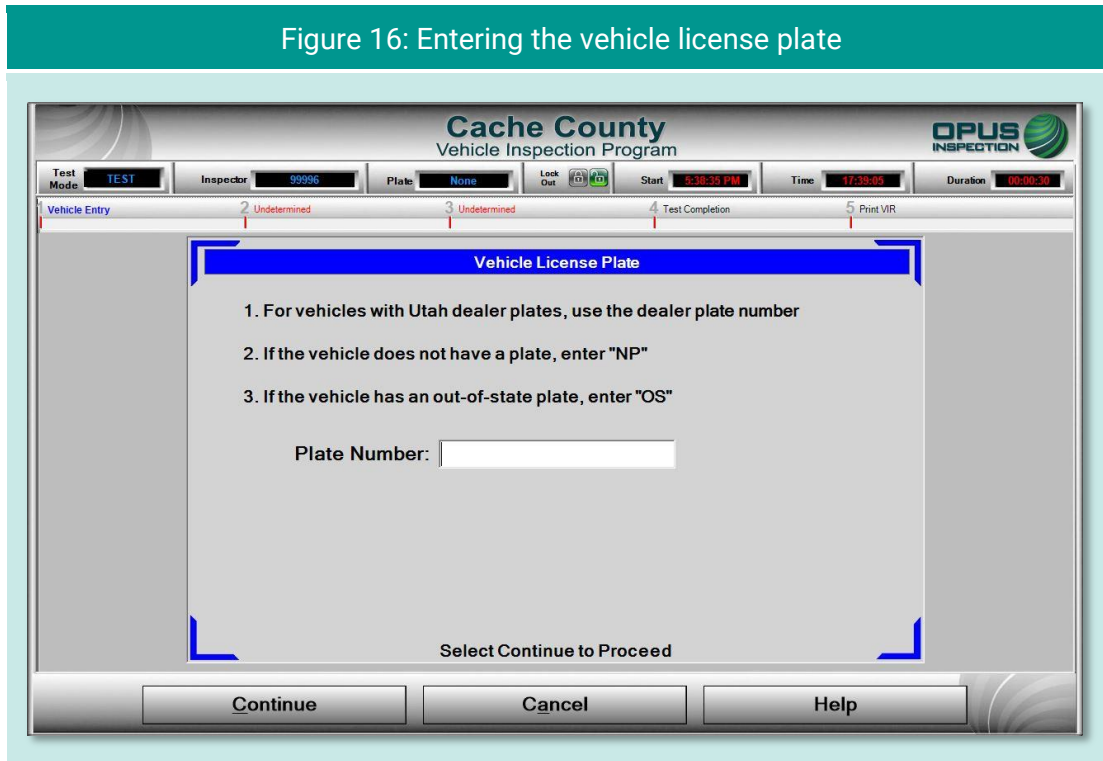 Figure 16: Entering the vehicle license plate
Cache County
Vehicle Inspection Program
OPUS
INSPECTION
Test Mode TEST Inspector 99996 Plate None Lock Out Start 5:38:35 PM Time 17:39:05 Duration 00:00:30
1 Vehicle Entry 2 Undetermined 3 Undetermined 4 Test Completion 5 Print VIR
Vehicle License Plate
1. For vehicles with Utah dealer plates, use the dealer plate number
2. If the vehicle does not have a plate, enter "NP"
3. If the vehicle has an out-of-state plate, enter "OS"
Plate Number:
Select Continue to Proceed
Continue Cancel Help